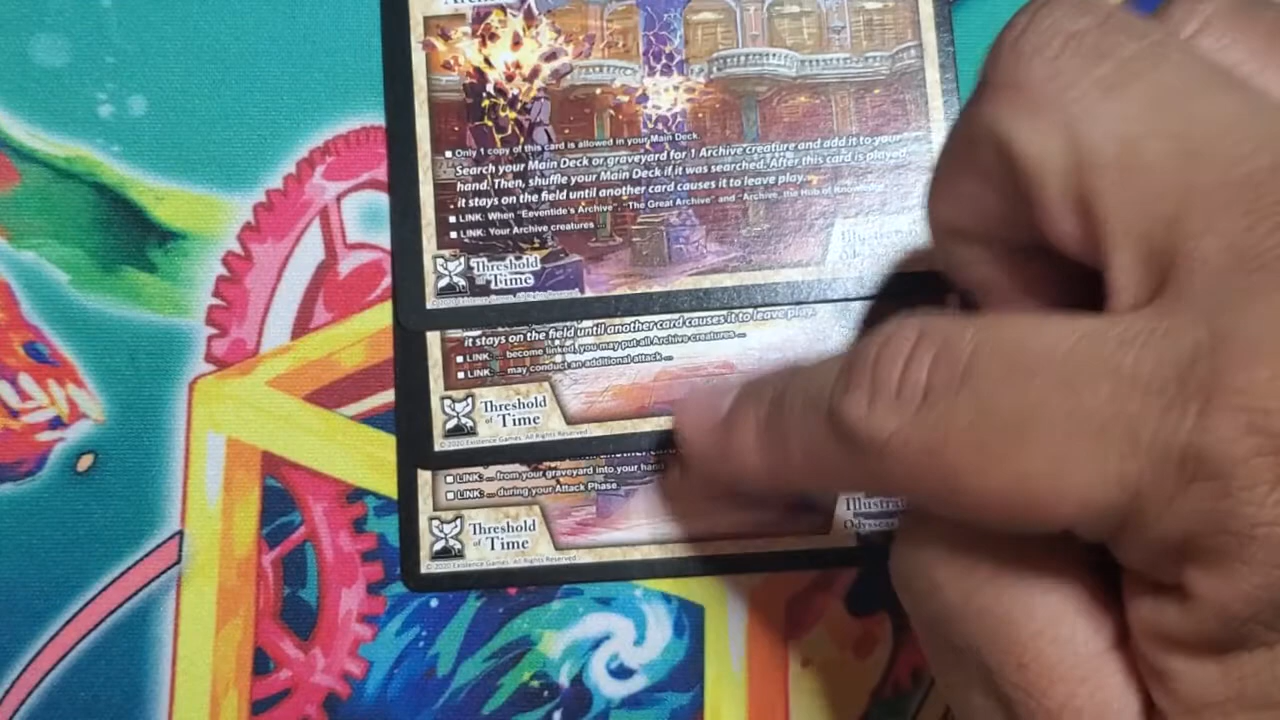 ■ Only 1 copy of this card is allowed in your Main Deck.
Search your Main Deck or graveyard for 1 Archive creature and add it to your
hand. Then, shuffle your Main Deck if it was searched. After this card is played,
it stays on the field until another card causes it to leave play.
■ LINK: When "Eeventide's Archive", "The Great Archive" and "Archive, the Hub of Knowledge"
■ LINK: Your Archive creatures ...
Threshold
of Time
© 2020 Existence Games. All Rights Reserved.
it stays on the field until another card causes it to leave play.
■ LINK: ... become linked, you may put all Archive creatures ...
■ LINK: ... may conduct an additional attack ...
Threshold
of Time
© 2020 Existence Games. All Rights Reserved.
another card
■ LINK: ... from your graveyard into your hand
■ LINK: ... during your Attack Phase.
Threshold
of Time
© 2020 Existence Games. All Rights Reserved.